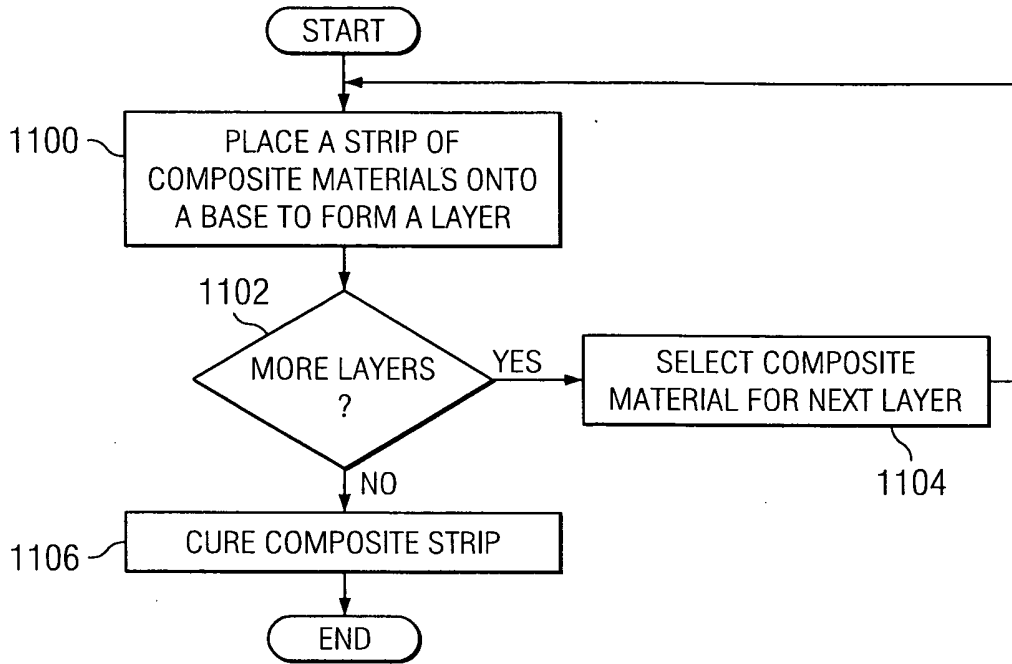 START
1100
PLACE A STRIP OF
COMPOSITE MATERIALS ONTO
A BASE TO FORM A LAYER
1102
MORE LAYERS
?
YES
SELECT COMPOSITE
MATERIAL FOR NEXT LAYER
1104
NO
1106
CURE COMPOSITE STRIP
END